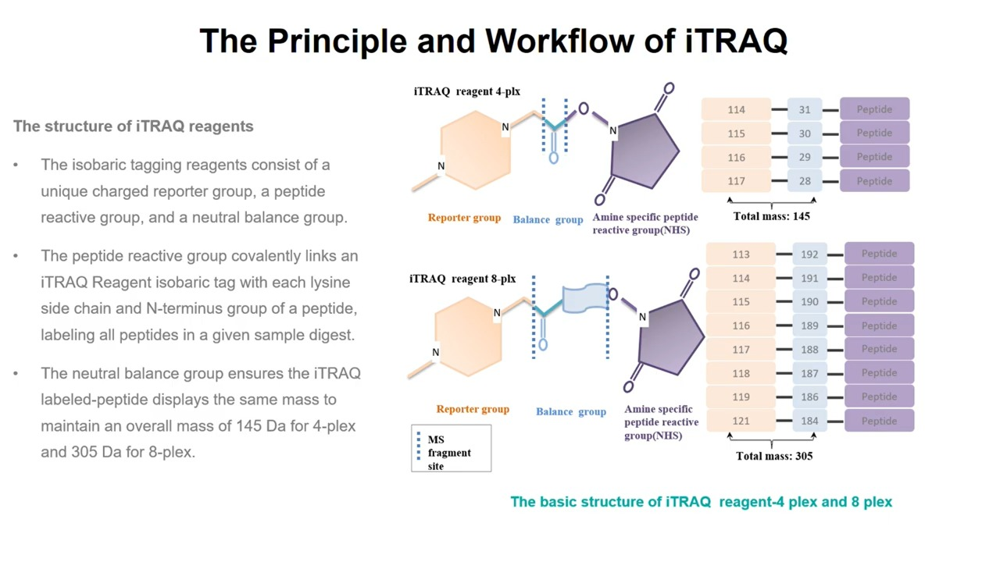 The Principle and Workflow of iTRAQ
The structure of iTRAQ reagents
• The isobaric tagging reagents consist of a
unique charged reporter group, a peptide
reactive group, and a neutral balance group.
• The peptide reactive group covalently links an
iTRAQ Reagent isobaric tag with each lysine
side chain and N-terminus group of a peptide,
labeling all peptides in a given sample digest.
• The neutral balance group ensures the iTRAQ
labeled-peptide displays the same mass to
maintain an overall mass of 145 Da for 4-plex
and 305 Da for 8-plex.
iTRAQ reagent 4-plx
N
N
O
O
N
O
O
Reporter group
Balance group
Amine specific peptide
reactive group(NHS)
114 31 Peptide
115 30 Peptide
116 29 Peptide
117 28 Peptide
Total mass: 145
iTRAQ reagent 8-plx
N
N
O
O
N
O
O
Reporter group
Balance group
Amine specific
peptide reactive
group(NHS)
MS
fragment
site
113 192 Peptide
114 191 Peptide
115 190 Peptide
116 189 Peptide
117 188 Peptide
118 187 Peptide
119 186 Peptide
121 184 Peptide
Total mass: 305
The basic structure of iTRAQ reagent-4 plex and 8 plex